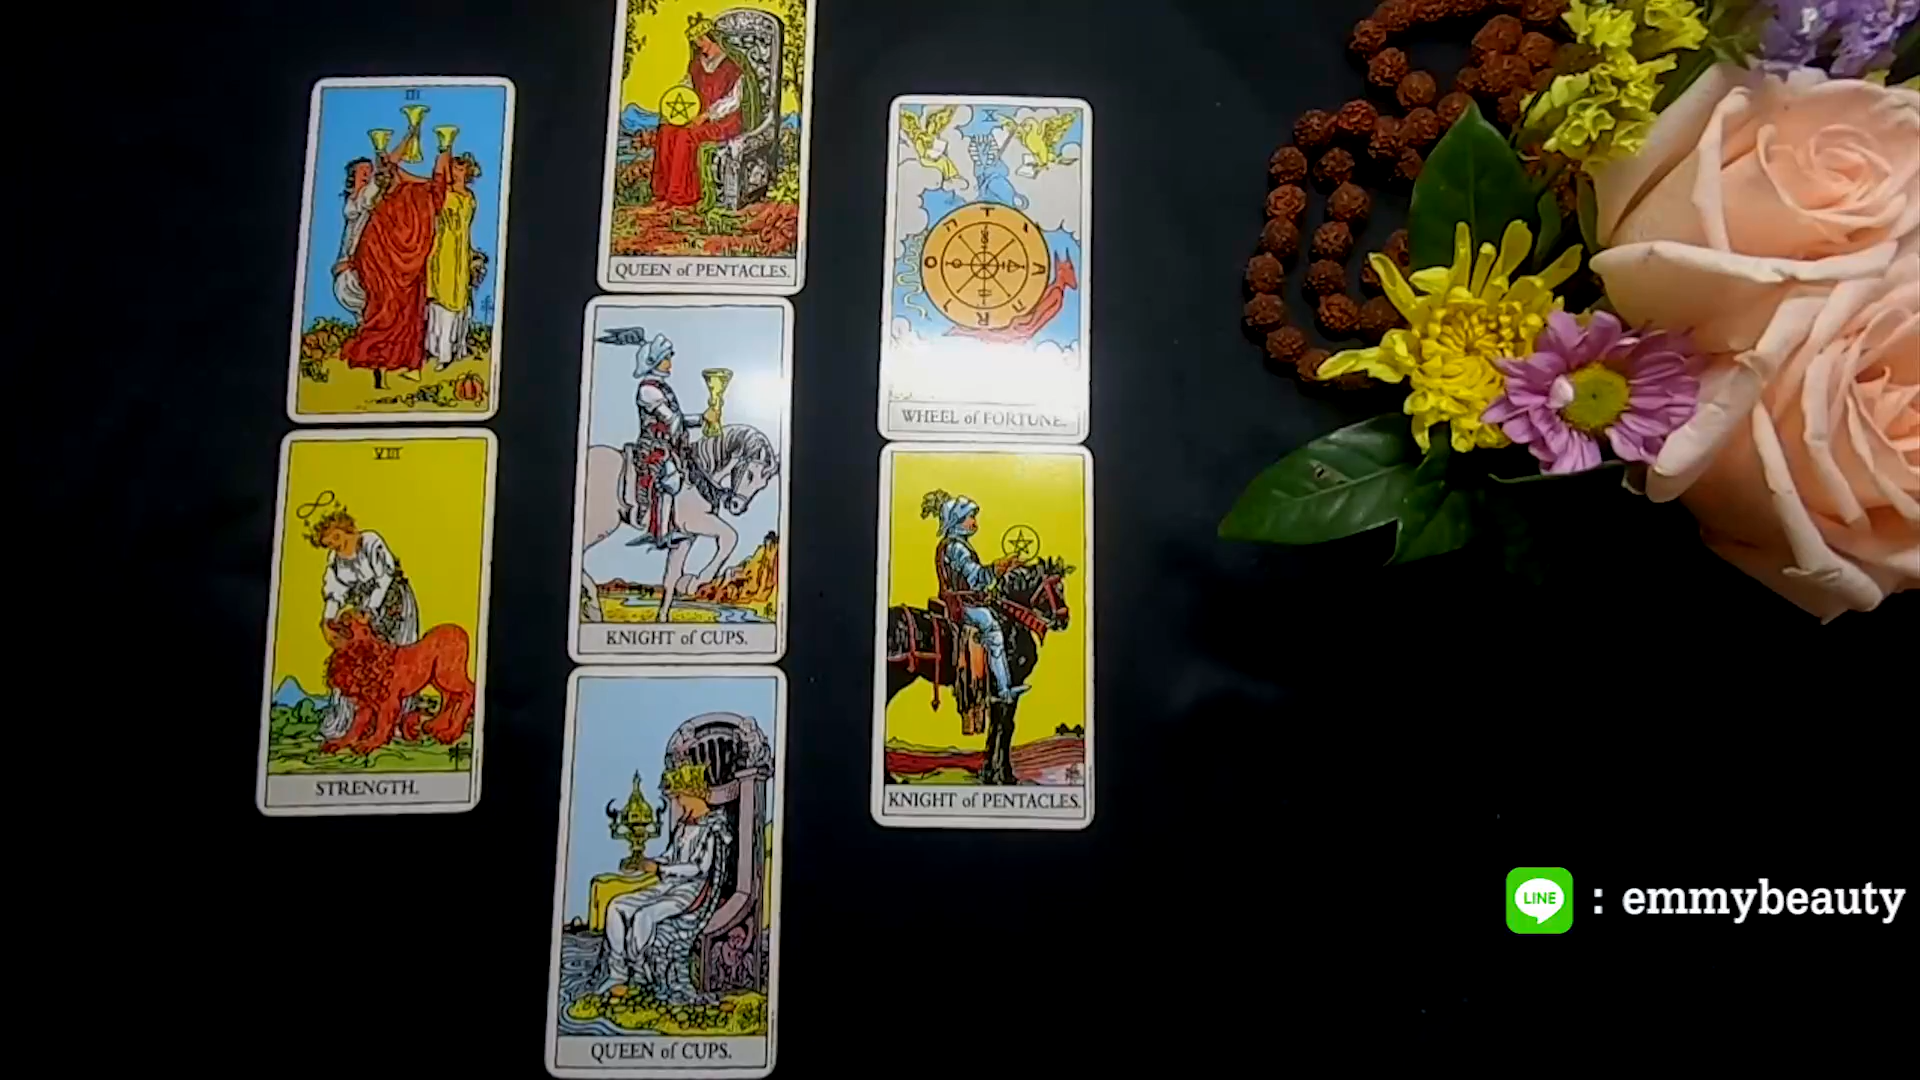 III
QUEEN of PENTACLES.
X
WHEEL of FORTUNE.
VIII
STRENGTH.
KNIGHT of CUPS.
KNIGHT of PENTACLES.
QUEEN of CUPS.
LINE : emmybeauty